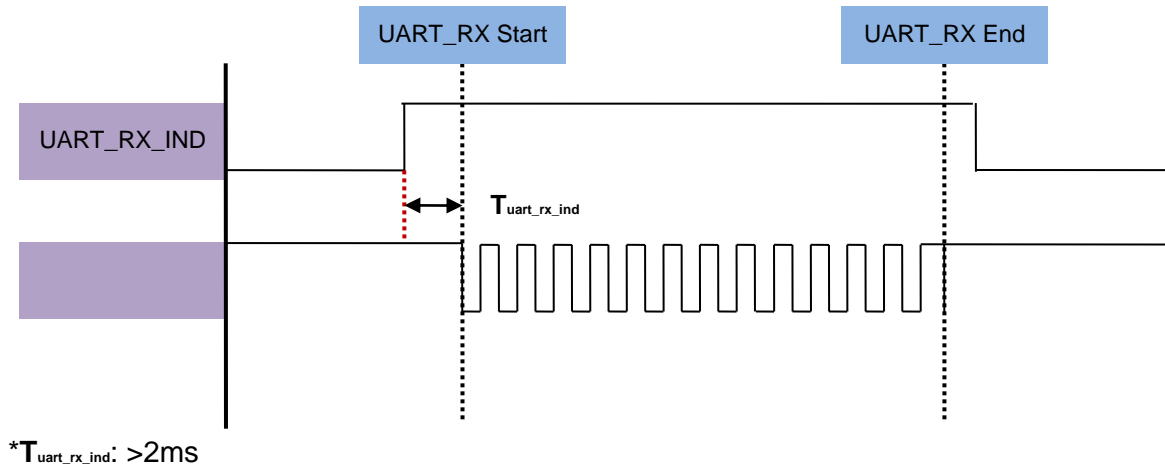 UART_RX Start
UART_RX End
UART_RX_IND
Tuart_rx_ind
*Tuart_rx_ind: >2ms